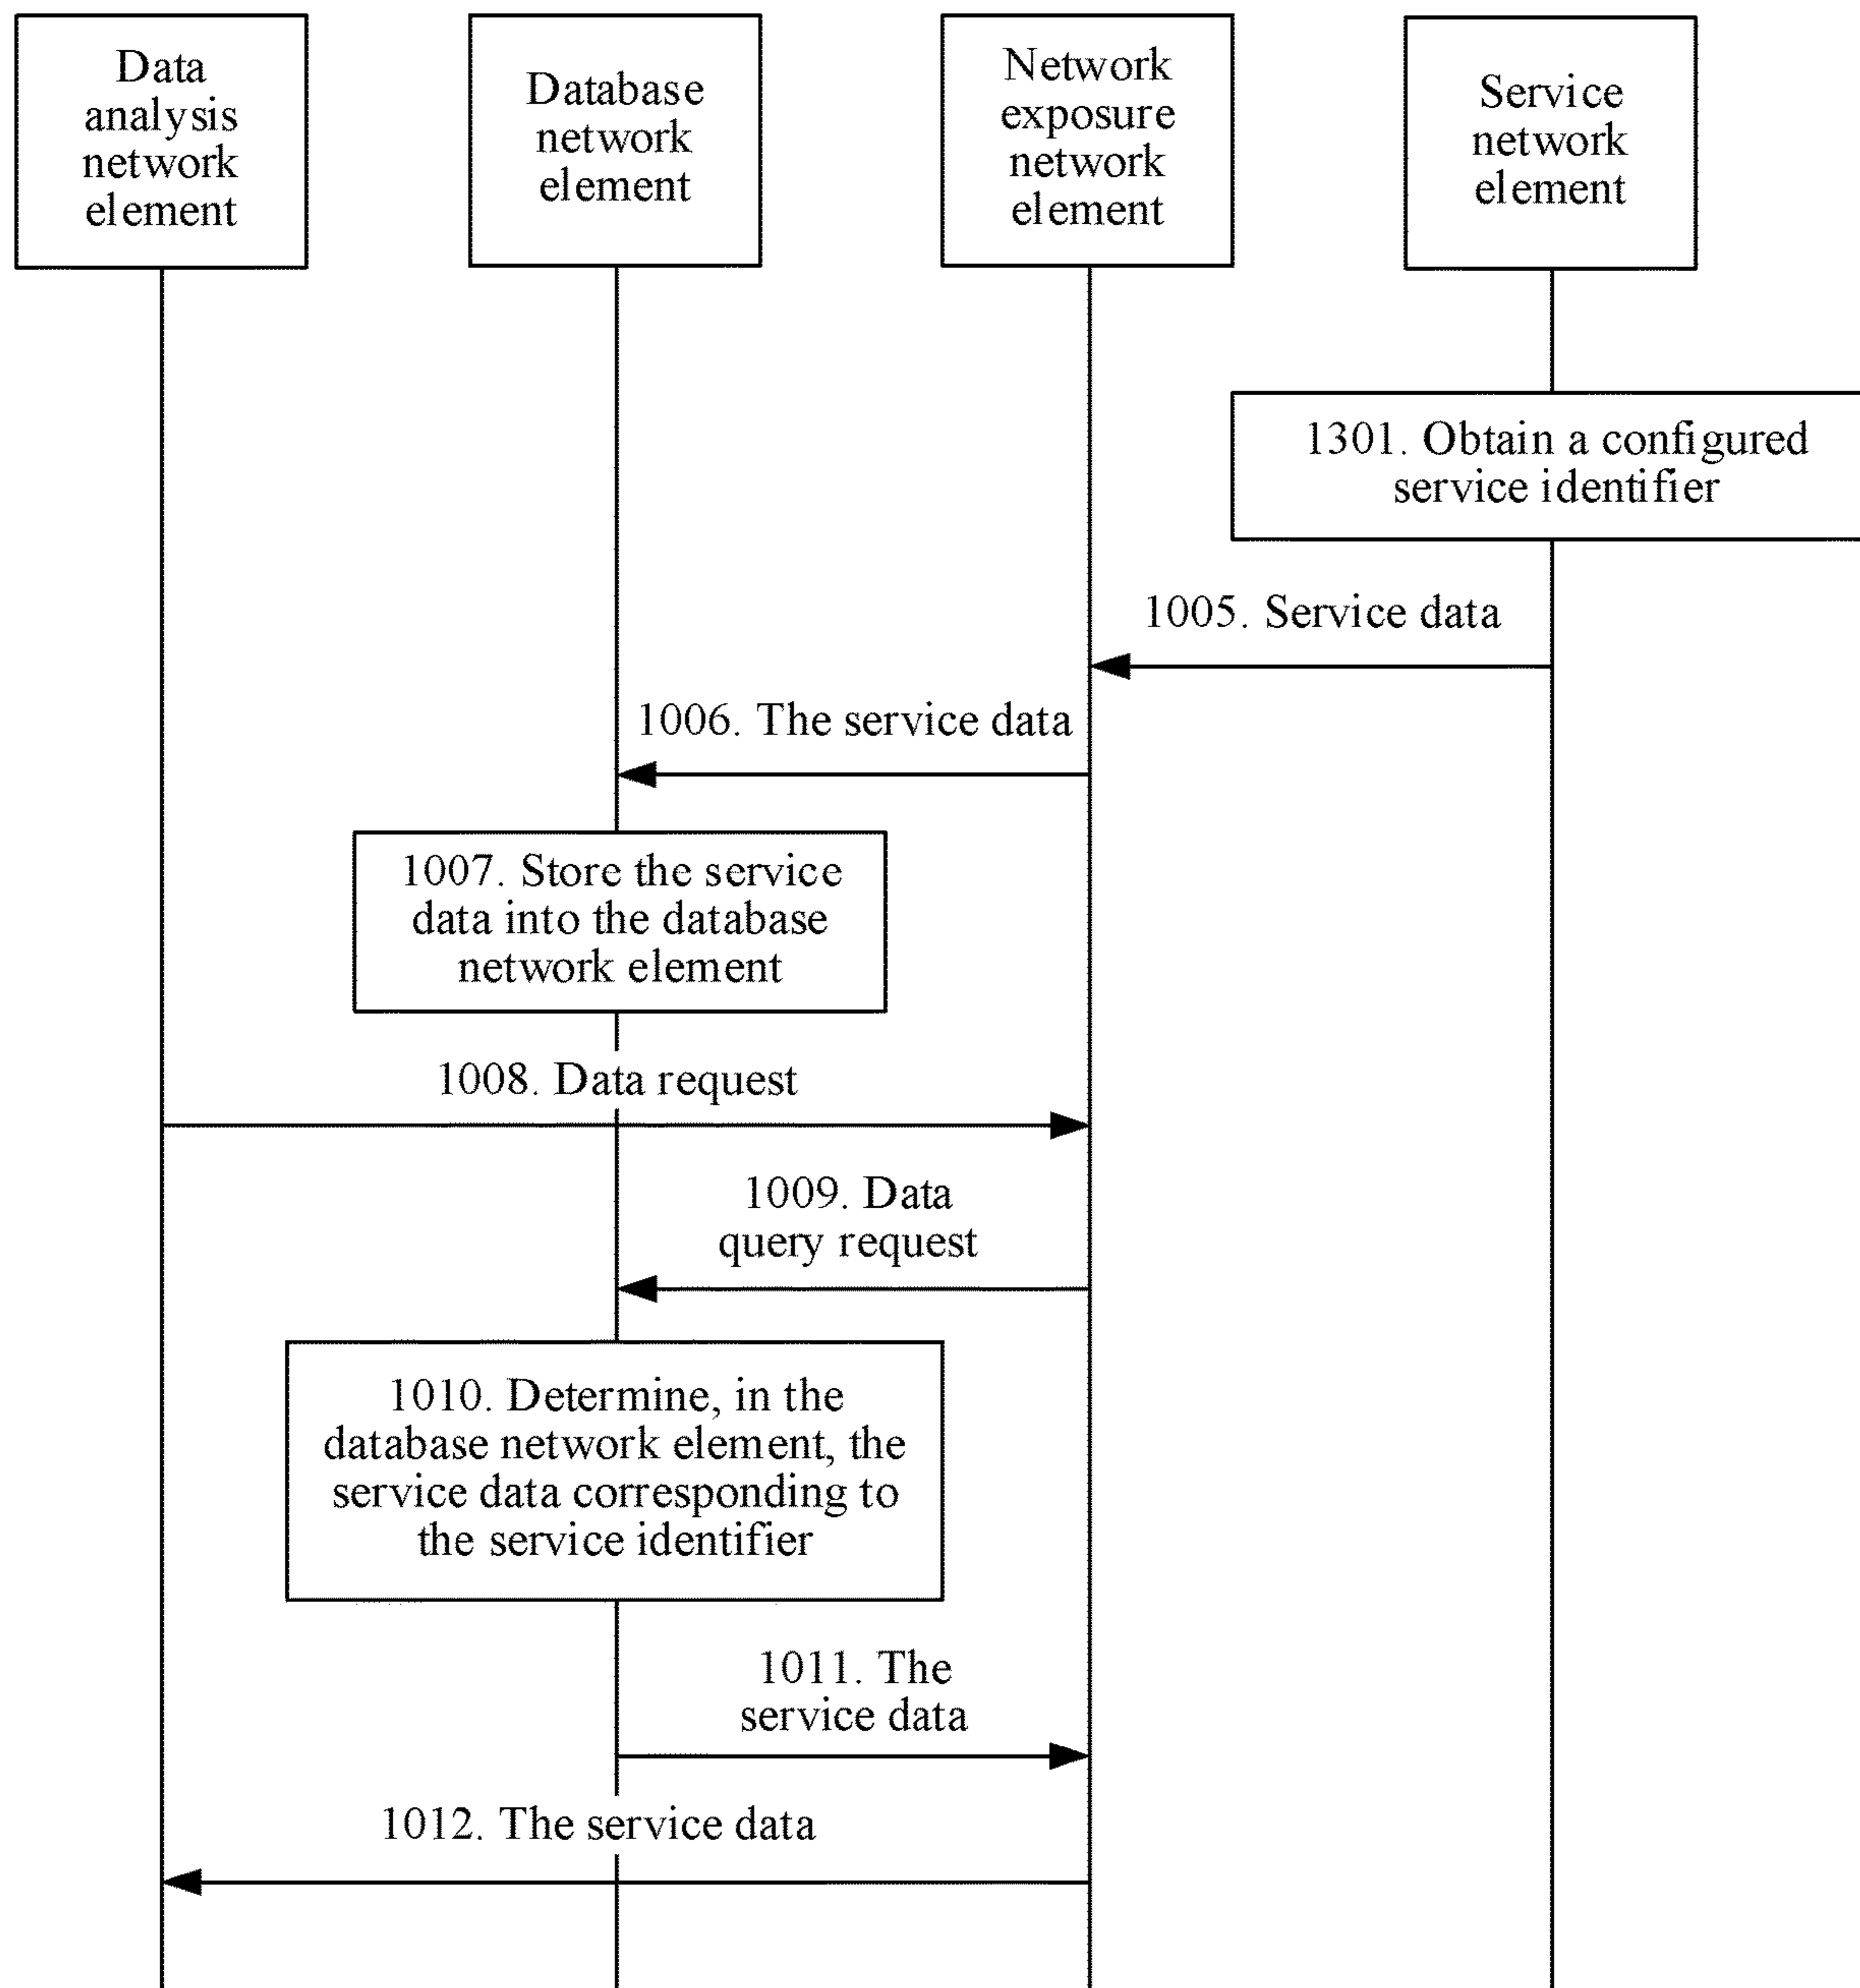 Data
analysis
network
element
Database
network
element
Network
exposure
network
element
Service
network
element
1301. Obtain a configured
service identifier
1005. Service data
1006. The service data
1007. Store the service
data into the database
network element
1008. Data request
1009. Data
query request
1010. Determine, in the
database network element, the
service data corresponding to
the service identifier
1011. The
service data
1012. The service data